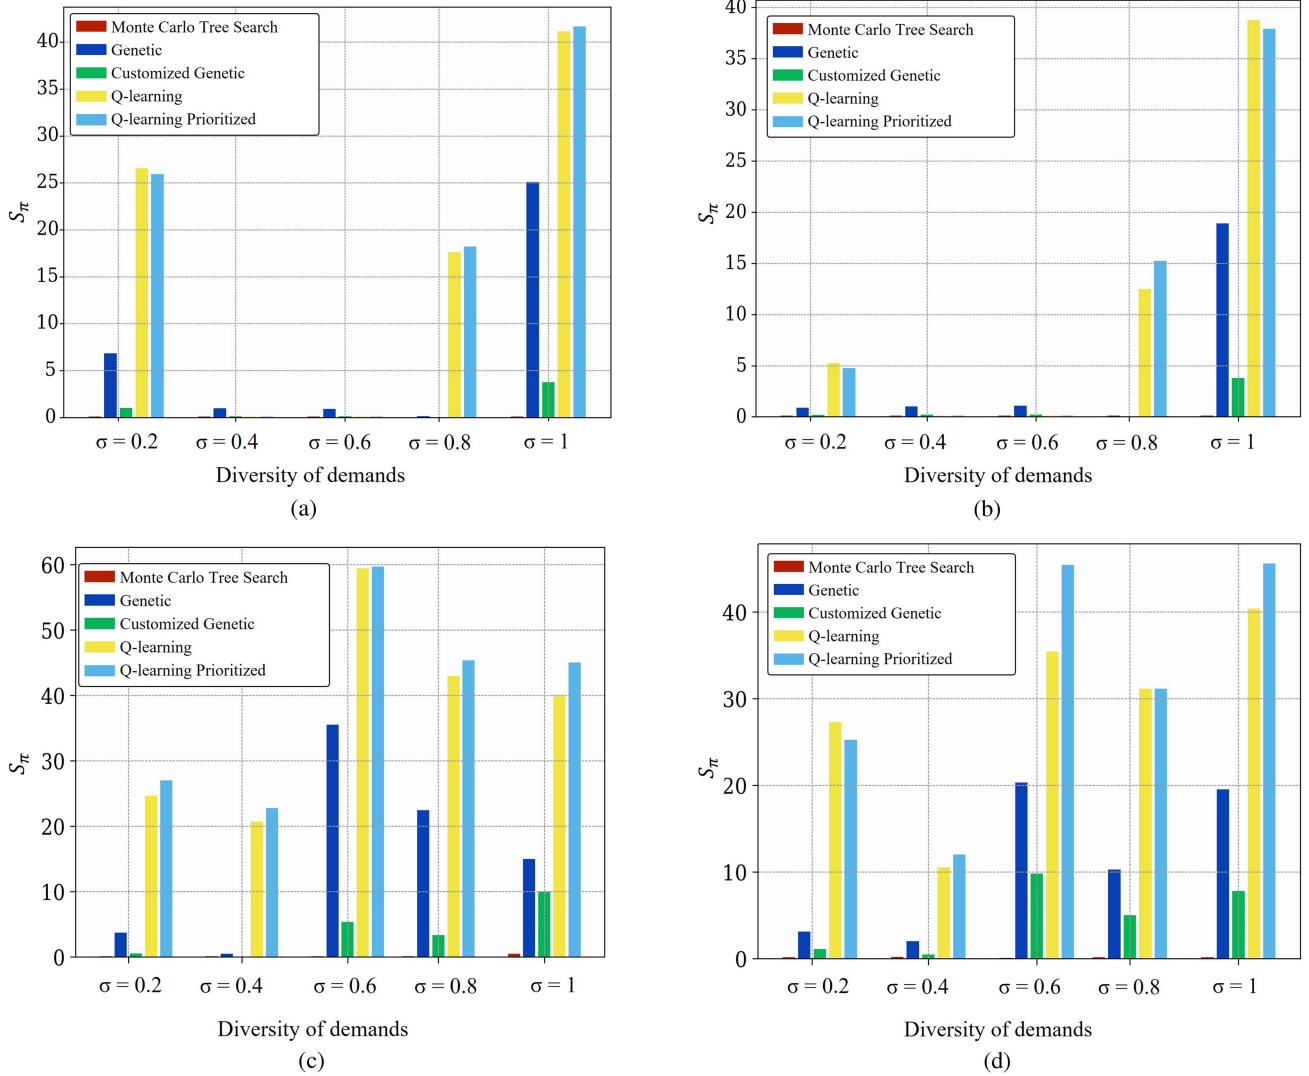 Monte Carlo Tree Search
Genetic
Customized Genetic
Q-learning
Q-learning Prioritized
40
35
30
25
20
15
10
5
0
S_π
σ = 0.2 σ = 0.4 σ = 0.6 σ = 0.8 σ = 1
Diversity of demands
(a)
Monte Carlo Tree Search
Genetic
Customized Genetic
Q-learning
Q-learning Prioritized
40
35
30
25
20
15
10
5
0
S_π
σ = 0.2 σ = 0.4 σ = 0.6 σ = 0.8 σ = 1
Diversity of demands
(b)
Monte Carlo Tree Search
Genetic
Customized Genetic
Q-learning
Q-learning Prioritized
60
50
40
30
20
10
0
S_π
σ = 0.2 σ = 0.4 σ = 0.6 σ = 0.8 σ = 1
Diversity of demands
(c)
Monte Carlo Tree Search
Genetic
Customized Genetic
Q-learning
Q-learning Prioritized
40
30
20
10
0
S_π
σ = 0.2 σ = 0.4 σ = 0.6 σ = 0.8 σ = 1
Diversity of demands
(d)